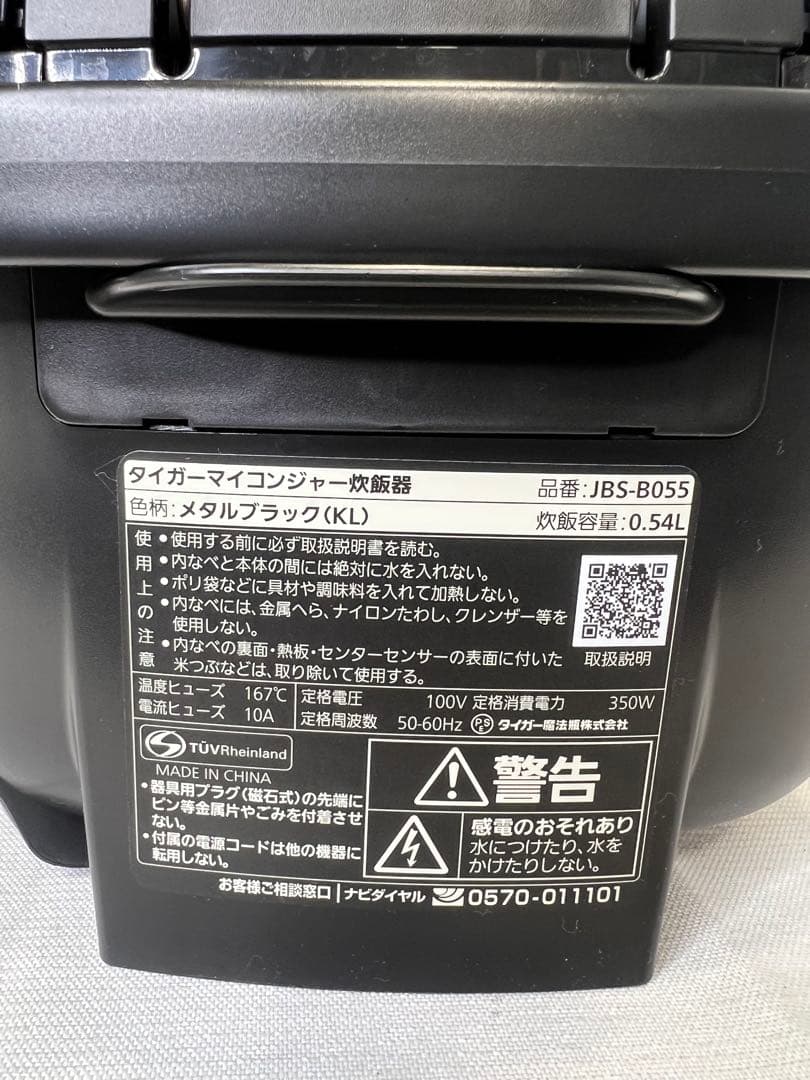 タイガーマイコンジャー炊飯器 品番:JBS-B055
色柄:メタルブラック(KL) 炊飯容量:0.54L
使用上の注意
•使用する前に必ず取扱説明書を読む。
•内なべと本体の間には絶対に水を入れない。
•ポリ袋などに具材や調味料を入れて加熱しない。
•内なべには、金属へら、ナイロンたわし、クレンザー等を
使用しない。
•内なべの裏面・熱板・センターセンサーの表面に付いた
米つぶなどは、取り除いて使用する。
取扱説明
温度ヒューズ 167℃ 定格電圧 100V 定格消費電力 350W
電流ヒューズ 10A 定格周波数 50-60Hz PSE タイガー魔法瓶株式会社
TÜVRheinland
MADE IN CHINA
•器具用プラグ(磁石式)の先端に
ピン等金属片やごみを付着させ
ない。
•付属の電源コードは他の機器に
転用しない。
警告
感電のおそれあり
水につけたり、水を
かけたりしない。
お客様ご相談窓口 ナビダイヤル 0570-011101